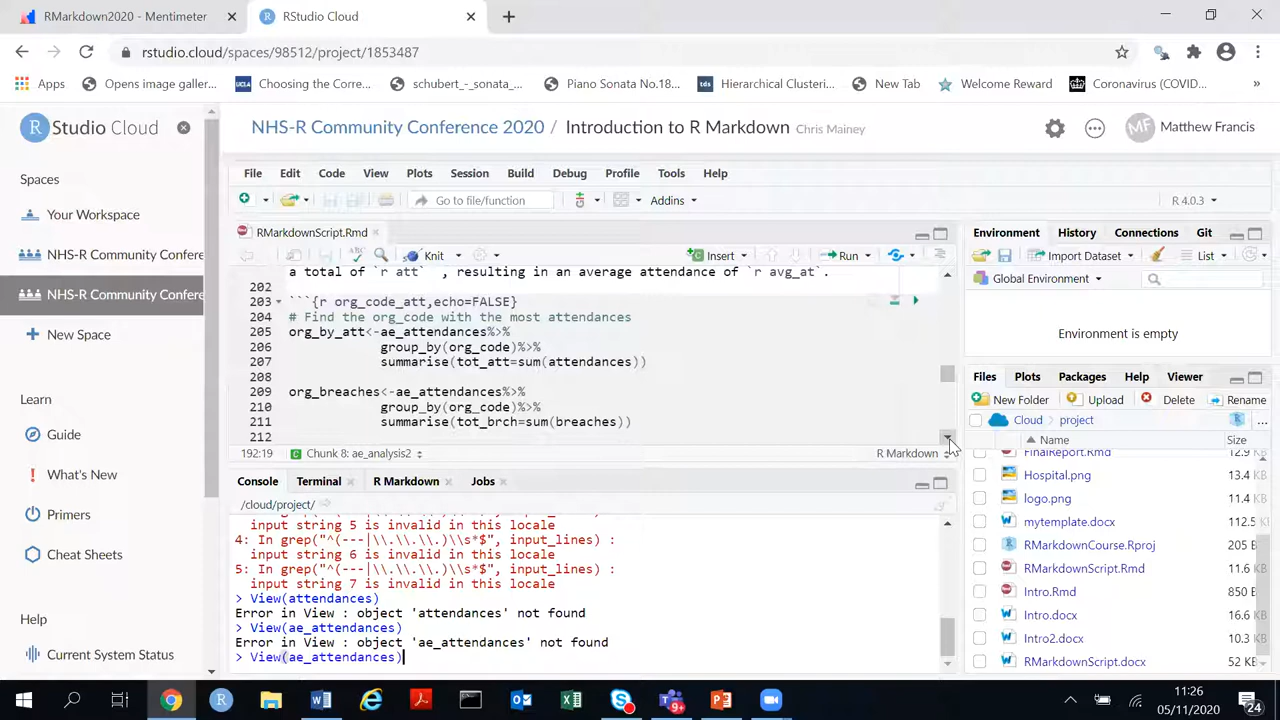 RMarkdown2020 - Mentimeter
RStudio Cloud
rstudio.cloud/spaces/98512/project/1853487
Apps
Opens image galler...
UCLA
Choosing the Corre...
schubert_-_sonata_...
Piano Sonata No.18...
tds
Hierarchical Clusteri...
New Tab
Welcome Reward
Coronavirus (COVID...
»
R Studio Cloud
NHS-R Community Conference 2020 / Introduction to R Markdown Chris Mainey
MF Matthew Francis
Spaces
Your Workspace
NHS-R Community Confere
NHS-R Community Confere
New Space
Learn
Guide
What's New
Primers
Cheat Sheets
Help
Current System Status
File Edit Code View Plots Session Build Debug Profile Tools Help
Go to file/function
Addins
R 4.0.3
RMarkdownScript.Rmd
Knit
Insert
Run
a total of `r att` , resulting in an average attendance of `r avg_at`.
202
203 ```{r org_code_att,echo=FALSE}
204 # Find the org_code with the most attendances
205 org_by_att<-ae_attendances%>%
206 group_by(org_code)%>%
207 summarise(tot_att=sum(attendances))
208
209 org_breaches<-ae_attendances%>%
210 group_by(org_code)%>%
211 summarise(tot_brch=sum(breaches))
212
192:19 Chunk 8: ae_analysis2 R Markdown
Console Terminal R Markdown Jobs
/cloud/project/
input string 5 is invalid in this locale
4: In grep("^(---|\\.\\.\\.)\\s*$", input_lines) :
input string 6 is invalid in this locale
5: In grep("^(---|\\.\\.\\.)\\s*$", input_lines) :
input string 7 is invalid in this locale
> View(attendances)
Error in View : object 'attendances' not found
> View(ae_attendances)
Error in View : object 'ae_attendances' not found
> View(ae_attendances)
Environment History Connections Git
Import Dataset
List
Global Environment
Environment is empty
Files Plots Packages Help Viewer
New Folder Upload Delete Rename
Cloud project
...
Name Size
FinalReport.Rmd 12.9
Hospital.png 13.4
logo.png 11.4
mytemplate.docx 112.5
RMarkdownCourse.Rproj 205 B
RMarkdownScript.Rmd 11.6
Intro.Rmd 850 B
Intro.docx 16.6
Intro2.docx 10.3
RMarkdownScript.docx 52 KB
9+
11:26
05/11/2020
24